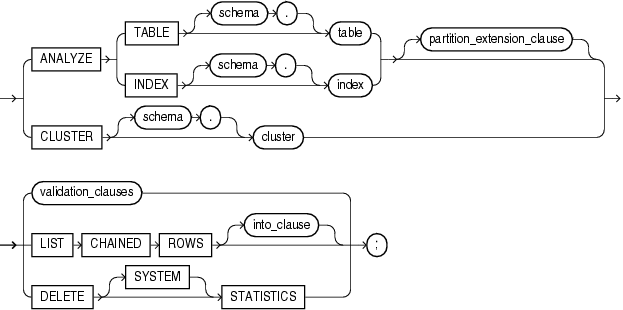 schema .
TABLE table
ANALYZE partition_extension_clause
schema .
INDEX index
schema .
CLUSTER cluster
validation_clauses
into_clause
LIST CHAINED ROWS ;
SYSTEM
DELETE STATISTICS